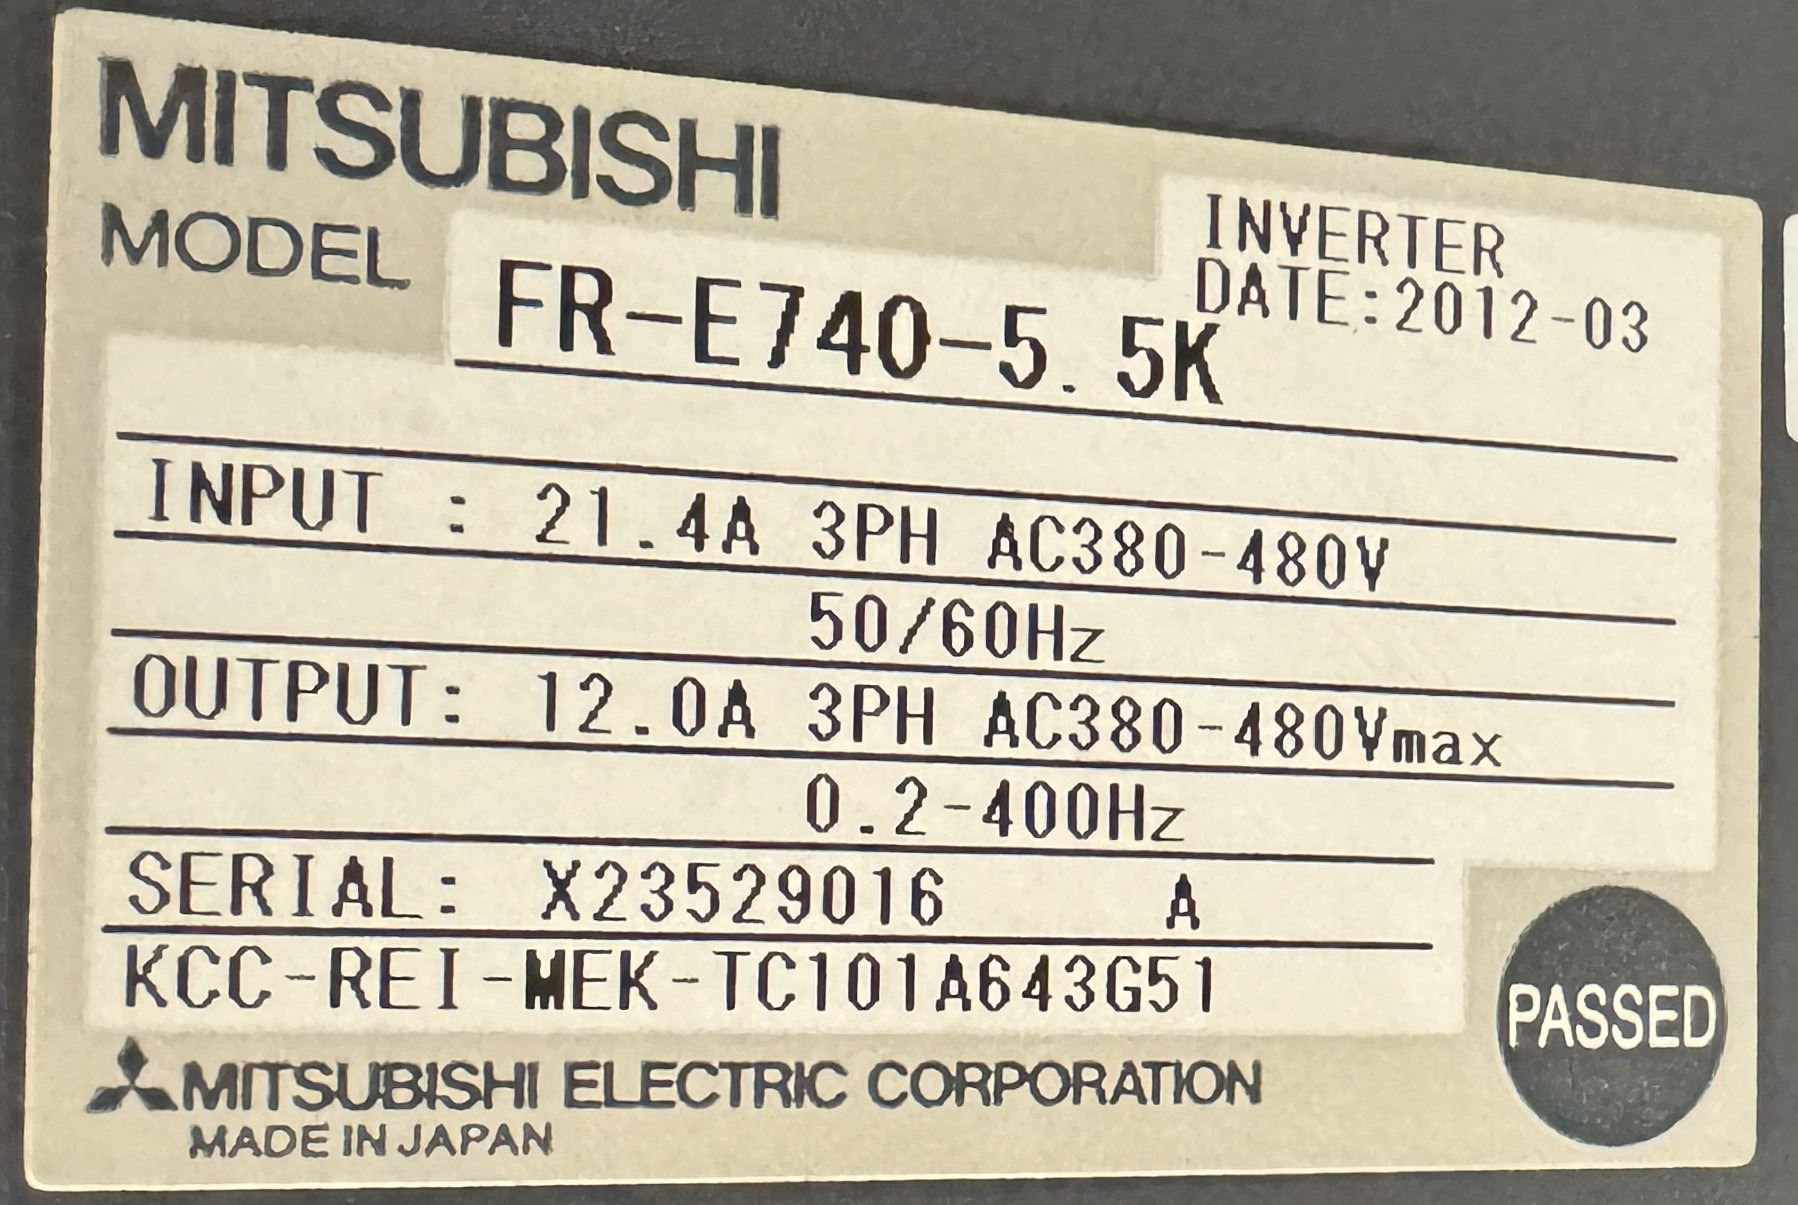 MITSUBISHI
INVERTER
MODEL FR-E740-5.5K DATE:2012-03
INPUT : 21.4A 3PH AC380-480V
50/60Hz
OUTPUT: 12.0A 3PH AC380-480Vmax
0.2-400Hz
SERIAL: X23529016 A
KCC-REI-MEK-TC101A643G51
PASSED
MITSUBISHI ELECTRIC CORPORATION
MADE IN JAPAN